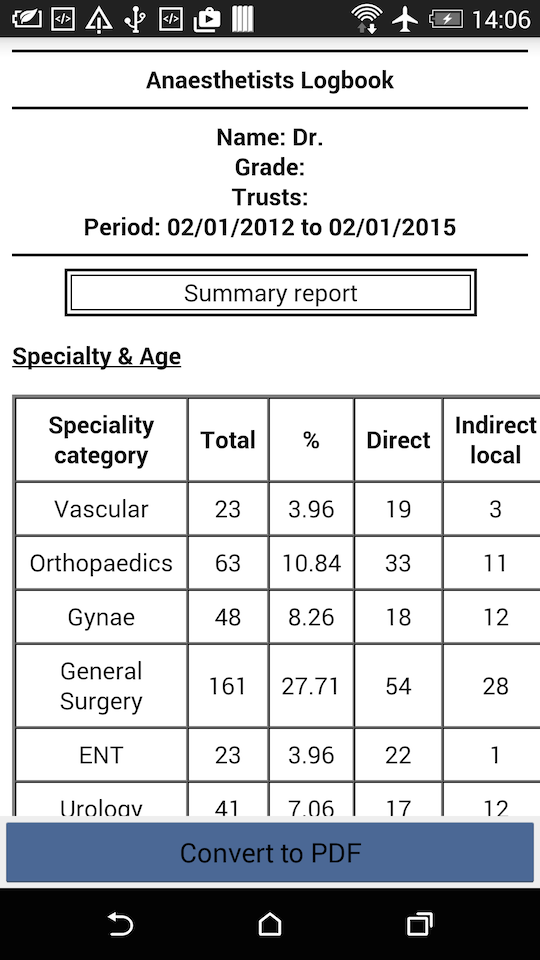 14:06
Anaesthetists Logbook
Name: Dr.
Grade:
Trusts:
Period: 02/01/2012 to 02/01/2015
Summary report
Specialty & Age
Speciality category Total % Direct Indirect local
Vascular 23 3.96 19 3
Orthopaedics 63 10.84 33 11
Gynae 48 8.26 18 12
General Surgery 161 27.71 54 28
ENT 23 3.96 22 1
Urology 41 7.06 17 12
Convert to PDF